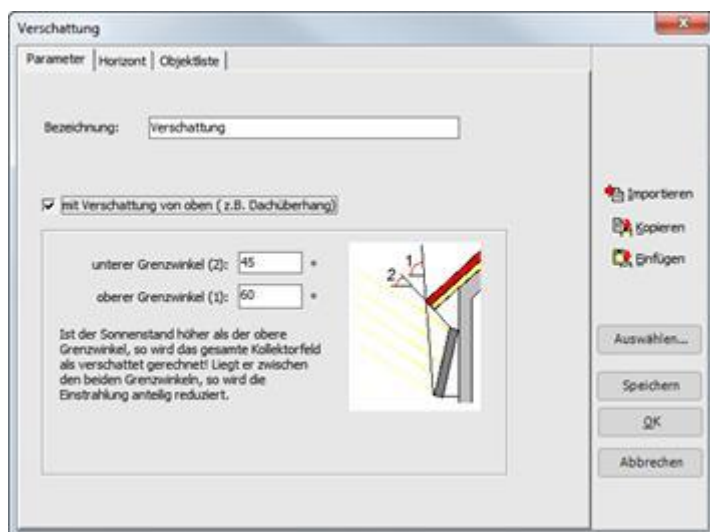 Verschattung
Parameter Horizont Objektliste
Bezeichnung: Verschattung
mit Verschattung von oben ( z.B. Dachüberhang)
unterer Grenzwinkel (2): 45 °
oberer Grenzwinkel (1): 60 °
Ist der Sonnenstand höher als der obere
Grenzwinkel, so wird das gesamte Kollektorfeld
als verschattet gerechnet! Liegt er zwischen
den beiden Grenzwinkeln, so wird die
Einstrahlung anteilig reduziert.
1
2
Importieren
Kopieren
Einfügen
Auswählen...
Speichern
OK
Abbrechen